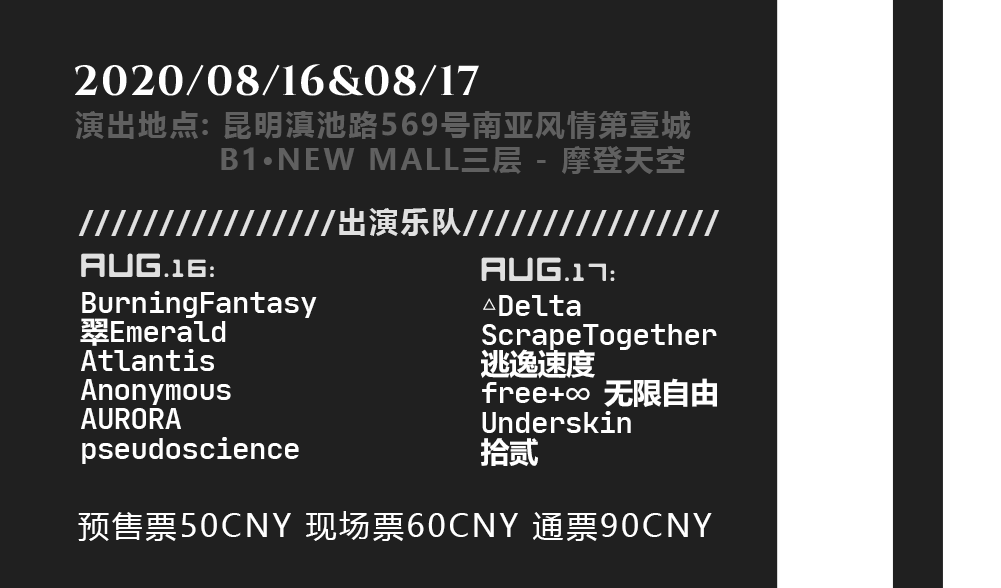 2020/08/16&08/17
演出地点: 昆明滇池路569号南亚风情第壹城
B1•NEW MALL三层 - 摩登天空
////////////////出演乐队////////////////
AUG.16:
BurningFantasy
翠Emerald
Atlantis
Anonymous
AURORA
pseudoscience
AUG.17:
△Delta
ScrapeTogether
逃逸速度
free+∞ 无限自由
Underskin
拾贰
预售票50CNY 现场票60CNY 通票90CNY